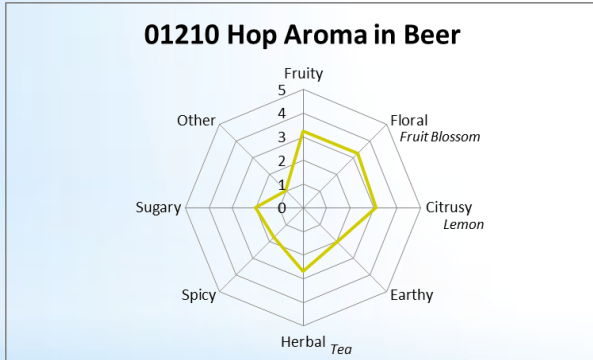 01210 Hop Aroma in Beer
Fruity
5
4
3
2
1
0
Floral
Fruit Blossom
Citrusy
Lemon
Earthy
Herbal Tea
Spicy
Sugary
Other